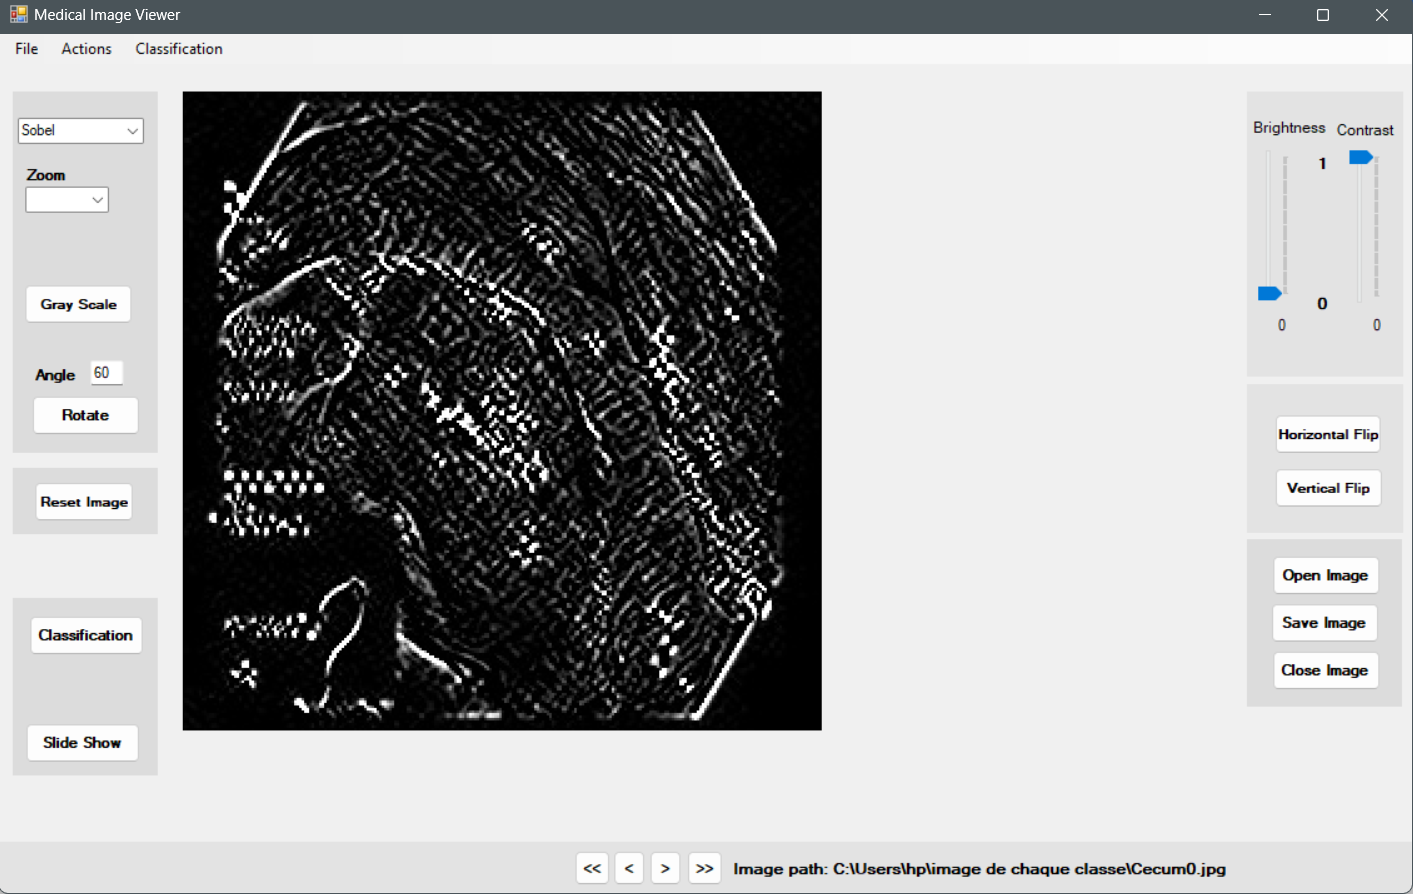 Medical Image Viewer
File Actions Classification
Sobel
Zoom
Gray Scale
Angle 60
Rotate
Reset Image
Classification
Slide Show
Brightness Contrast
1
0
0 0
Horizontal Flip
Vertical Flip
Open Image
Save Image
Close Image
<< < > >> Image path: C:\Users\hp\image de chaque classe\Cecum0.jpg